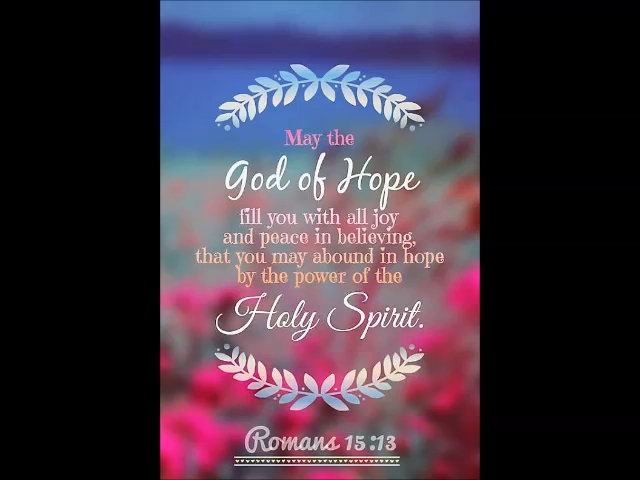 May the
God of Hope
fill you with all joy
and peace in believing,
that you may abound in hope
by the power of the
Holy Spirit.
Romans 15:13